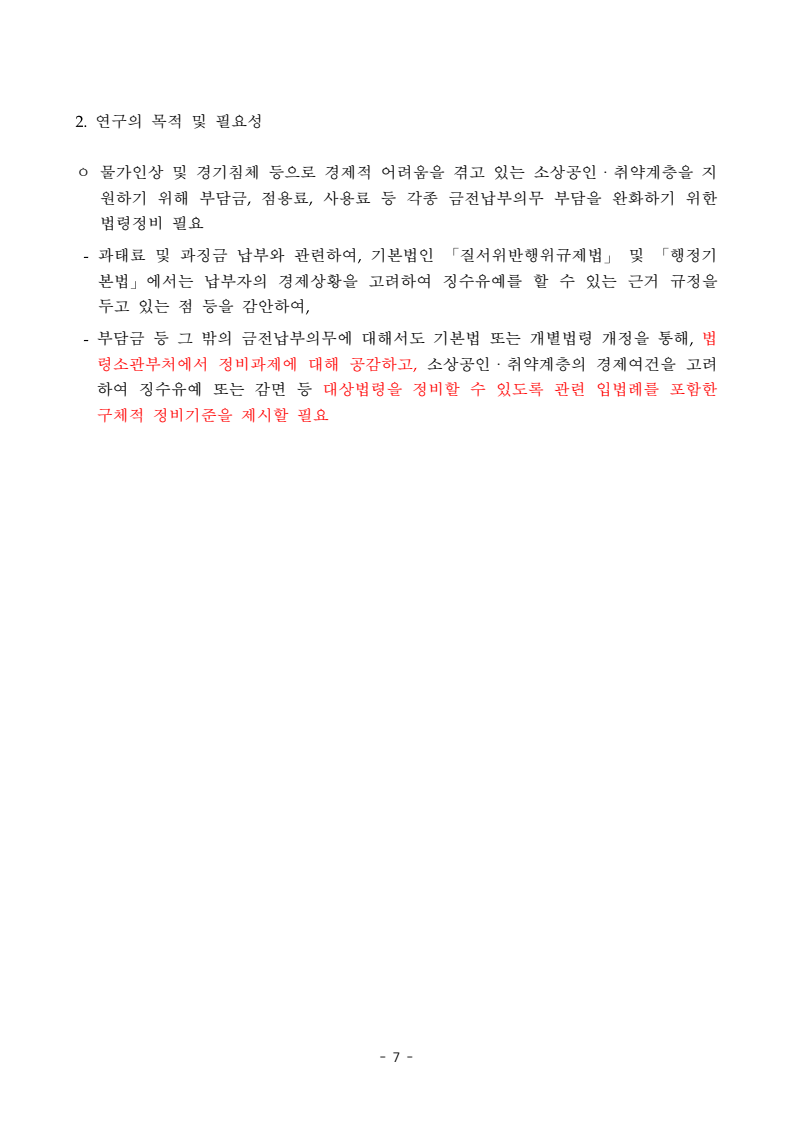 2. 연구의 목적 및 필요성
ㅇ 물가인상 및 경기침체 등으로 경제적 어려움을 겪고 있는 소상공인·취약계층을 지
원하기 위해 부담금, 점용료, 사용료 등 각종 금전납부의무 부담을 완화하기 위한
법령정비 필요
- 과태료 및 과징금 납부와 관련하여, 기본법인 「질서위반행위규제법」 및 「행정기
본법」에서는 납부자의 경제상황을 고려하여 징수유예를 할 수 있는 근거 규정을
두고 있는 점 등을 감안하여,
- 부담금 등 그 밖의 금전납부의무에 대해서도 기본법 또는 개별법령 개정을 통해, 법
령소관부처에서 정비과제에 대해 공감하고, 소상공인·취약계층의 경제여건을 고려
하여 징수유예 또는 감면 등 대상법령을 정비할 수 있도록 관련 입법례를 포함한
구체적 정비기준을 제시할 필요
- 7 -